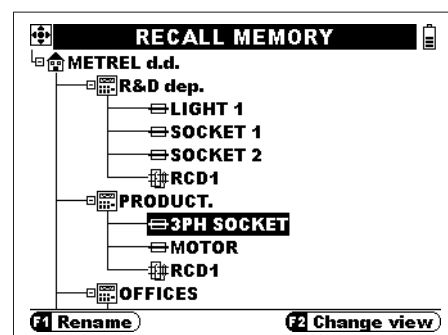 RECALL MEMORY
METREL d.d.
R&D dep.
LIGHT 1
SOCKET 1
SOCKET 2
RCD1
PRODUCT.
3PH SOCKET
MOTOR
RCD1
OFFICES
F1 Rename F2 Change view